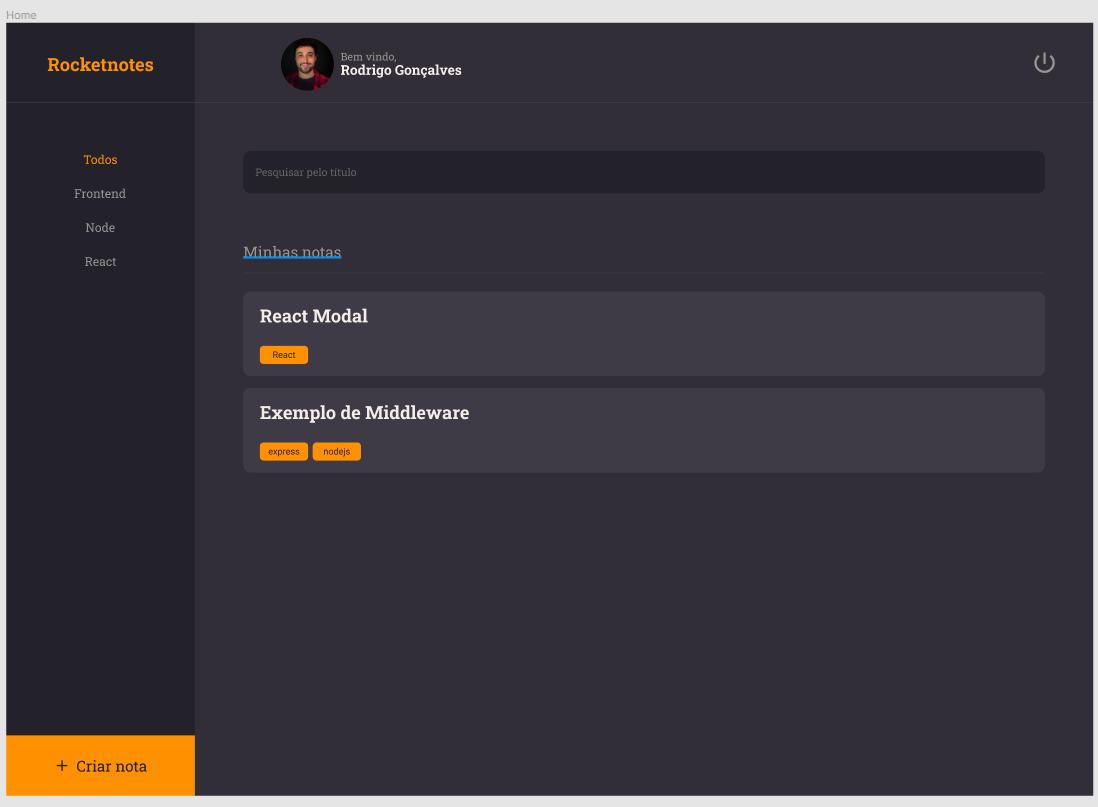 Home
Rocketnotes
Bem vindo,
Rodrigo Gonçalves
Todos
Frontend
Node
React
Pesquisar pelo título
Minhas notas
React Modal
React
Exemplo de Middleware
express nodejs
+ Criar nota